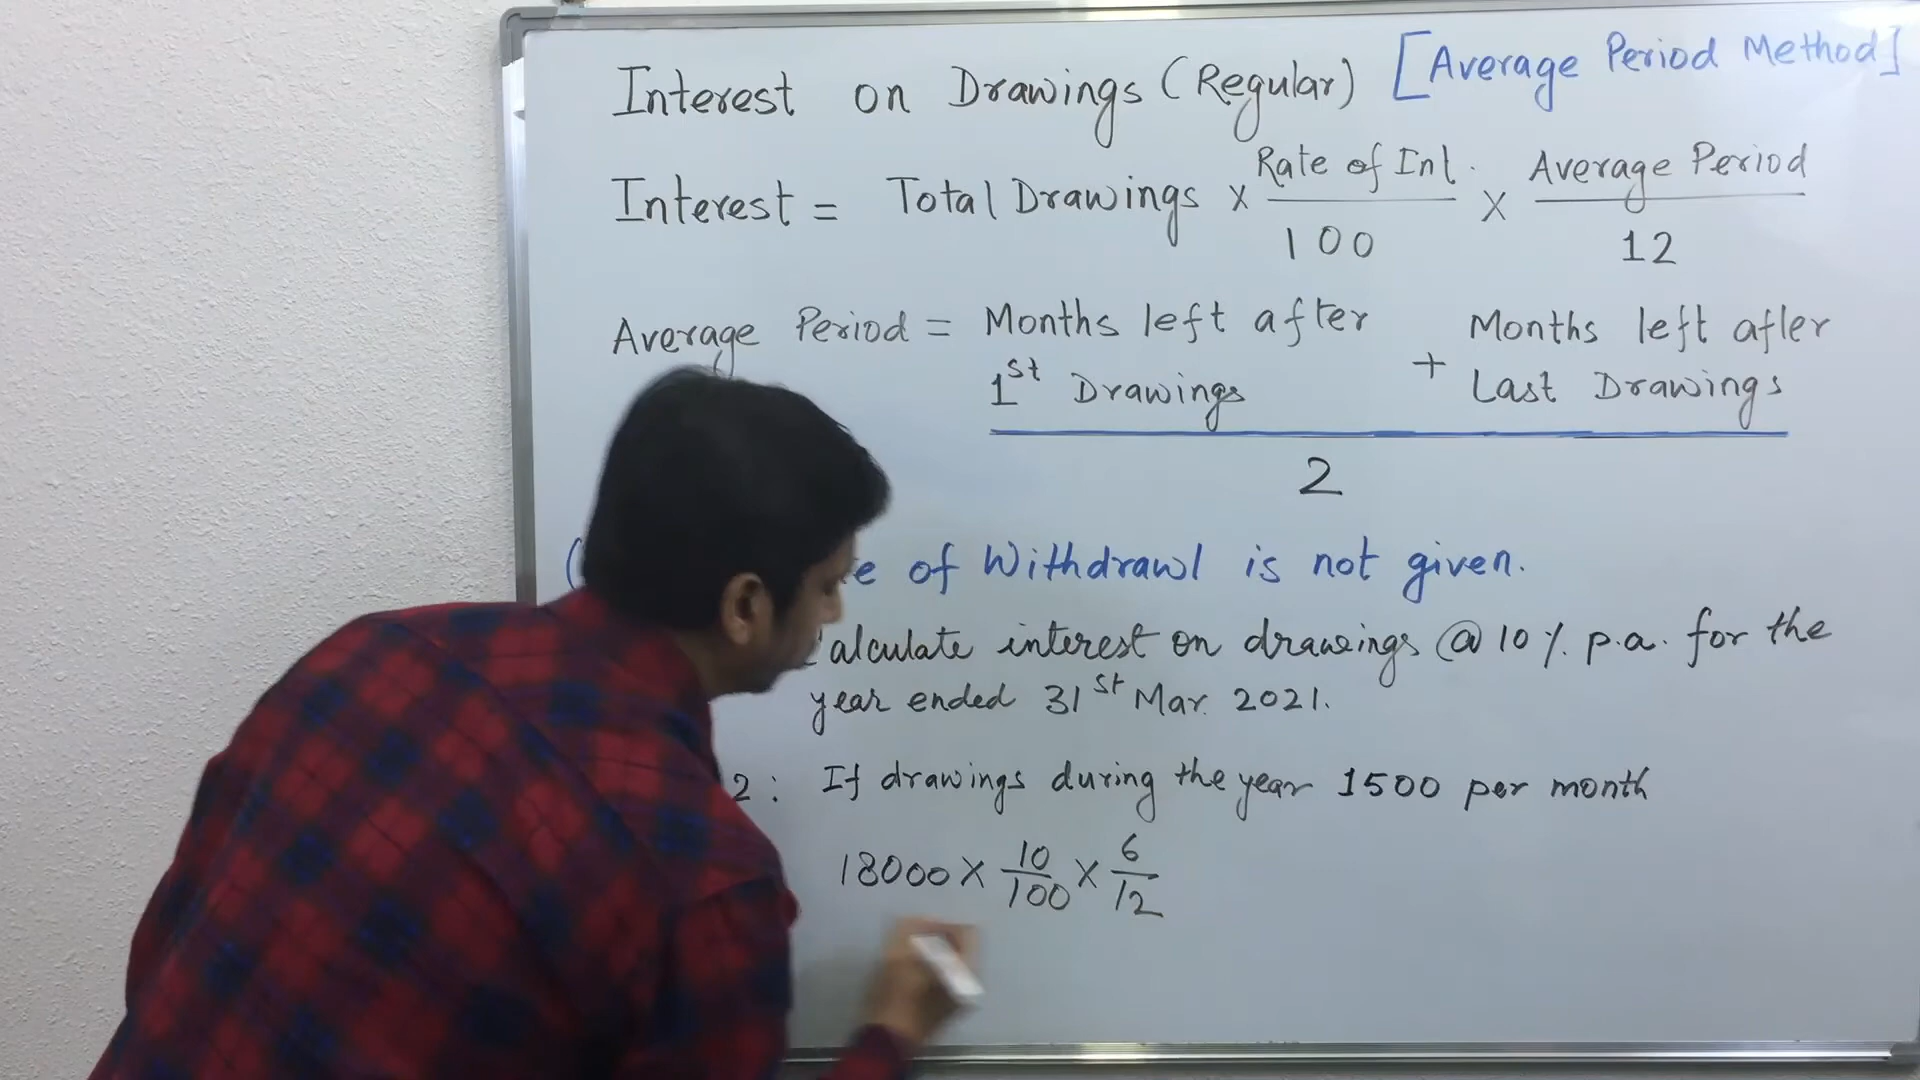 Interest on Drawings (Regular) [Average Period Method]
Interest = Total Drawings x Rate of Int. / 100 x Average Period / 12
Average Period = Months left after 1st Drawings + Months left after Last Drawings
2
of Withdrawl is not given.
Calculate interest on drawings @ 10 % p.a. for the
year ended 31st Mar. 2021.
2 : If drawings during the year 1500 per month
18000 x 10/100 x 6/12